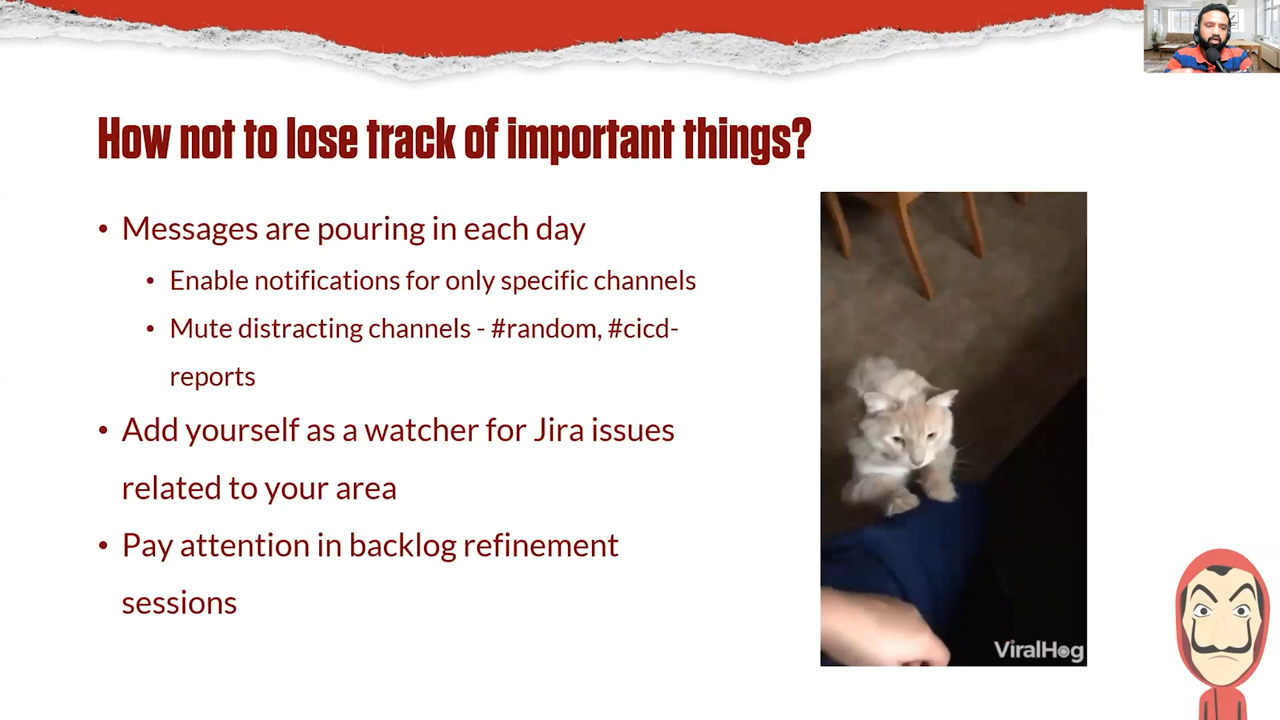 How not to lose track of important things?
• Messages are pouring in each day
• Enable notifications for only specific channels
• Mute distracting channels - #random, #cicd-
reports
• Add yourself as a watcher for Jira issues
related to your area
• Pay attention in backlog refinement
sessions
ViralHog